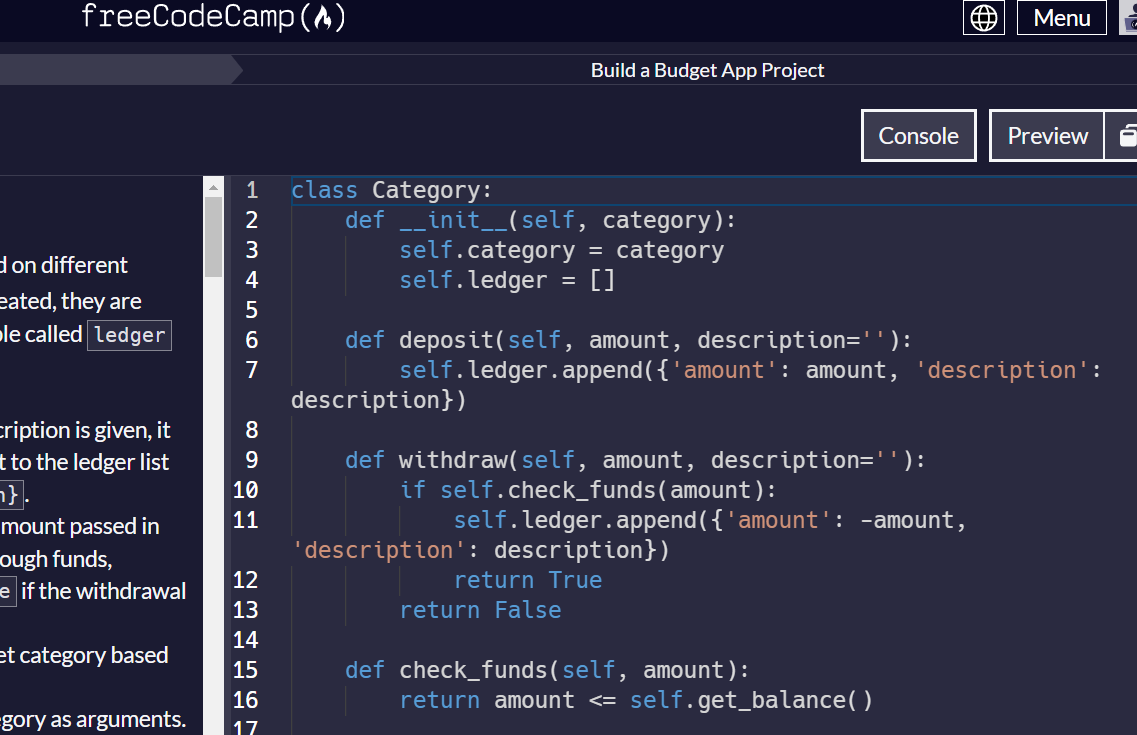 freeCodeCamp
Menu
Build a Budget App Project
Console
Preview
d on different
eated, they are
ole called ledger
cription is given, it
t to the ledger list
n}.
mount passed in
ough funds,
e if the withdrawal
et category based
egory as arguments.
1 class Category:
2     def __init__(self, category):
3         self.category = category
4         self.ledger = []
5
6     def deposit(self, amount, description=''):
7         self.ledger.append({'amount': amount, 'description':
description})
8
9     def withdraw(self, amount, description=''):
10         if self.check_funds(amount):
11             self.ledger.append({'amount': -amount,
'description': description})
12             return True
13         return False
14
15     def check_funds(self, amount):
16         return amount <= self.get_balance()
17